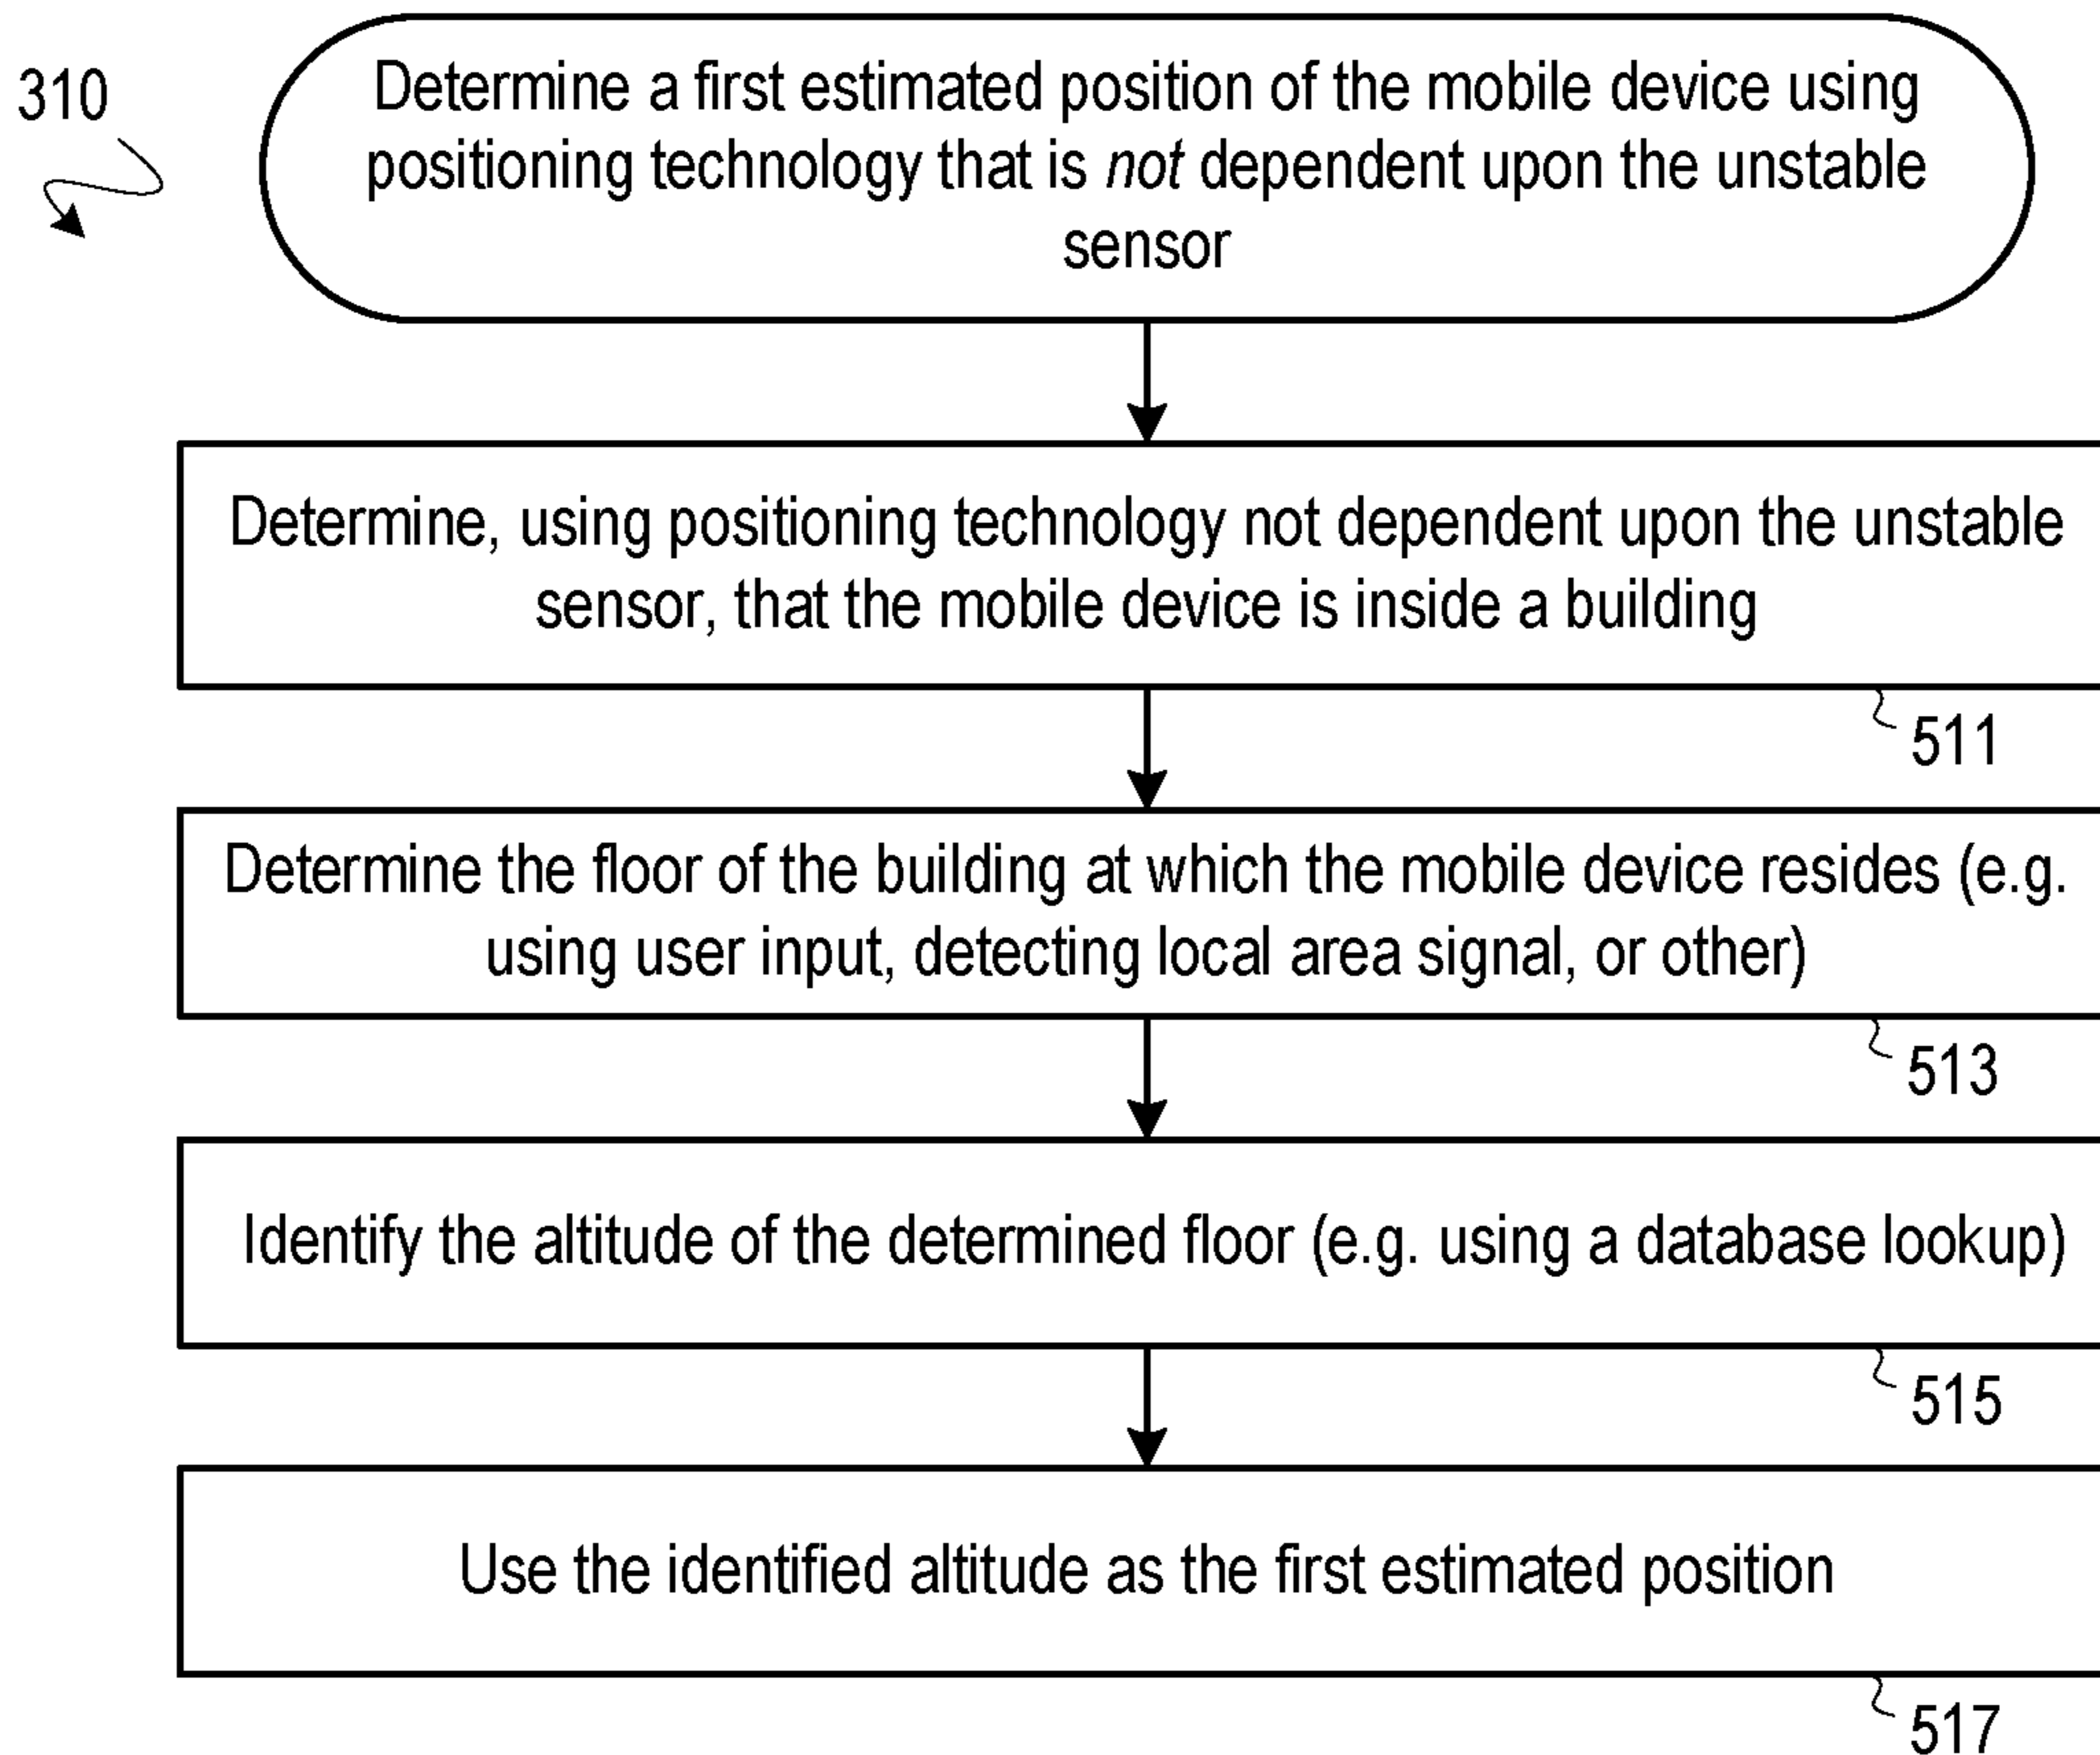 310
Determine a first estimated position of the mobile device using
positioning technology that is not dependent upon the unstable
sensor
Determine, using positioning technology not dependent upon the unstable
sensor, that the mobile device is inside a building
511
Determine the floor of the building at which the mobile device resides (e.g.
using user input, detecting local area signal, or other)
513
Identify the altitude of the determined floor (e.g. using a database lookup)
515
Use the identified altitude as the first estimated position
517